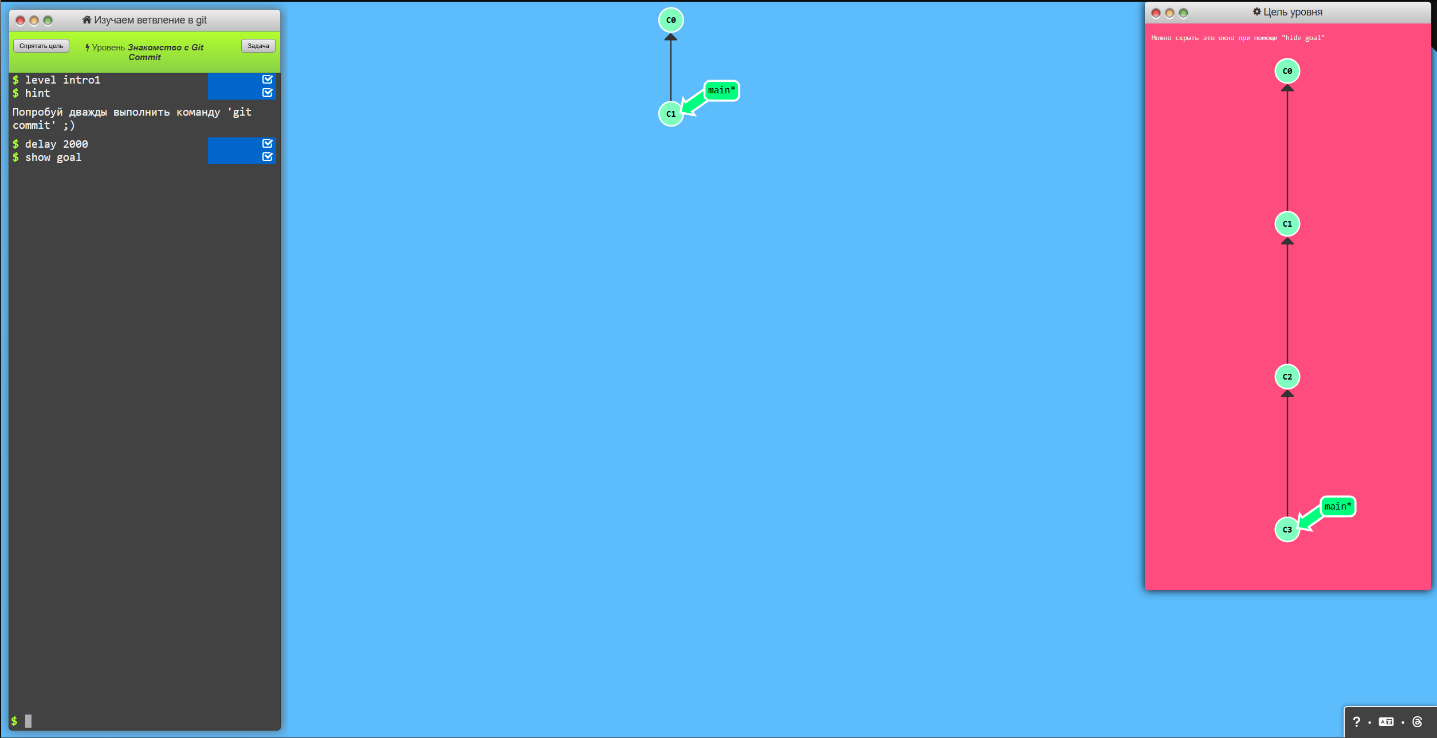 Изучаем ветвление в git
Спрятать цель
Уровень Знакомство с Git
Commit
Задача
$ level intro1
$ hint
Попробуй дважды выполнить команду 'git
commit' ;)
$ delay 2000
$ show goal
$
C0
main*
C1
Цель уровня
Можно скрыть это окно при помощи "hide goal"
C0
C1
C2
main*
C3
?